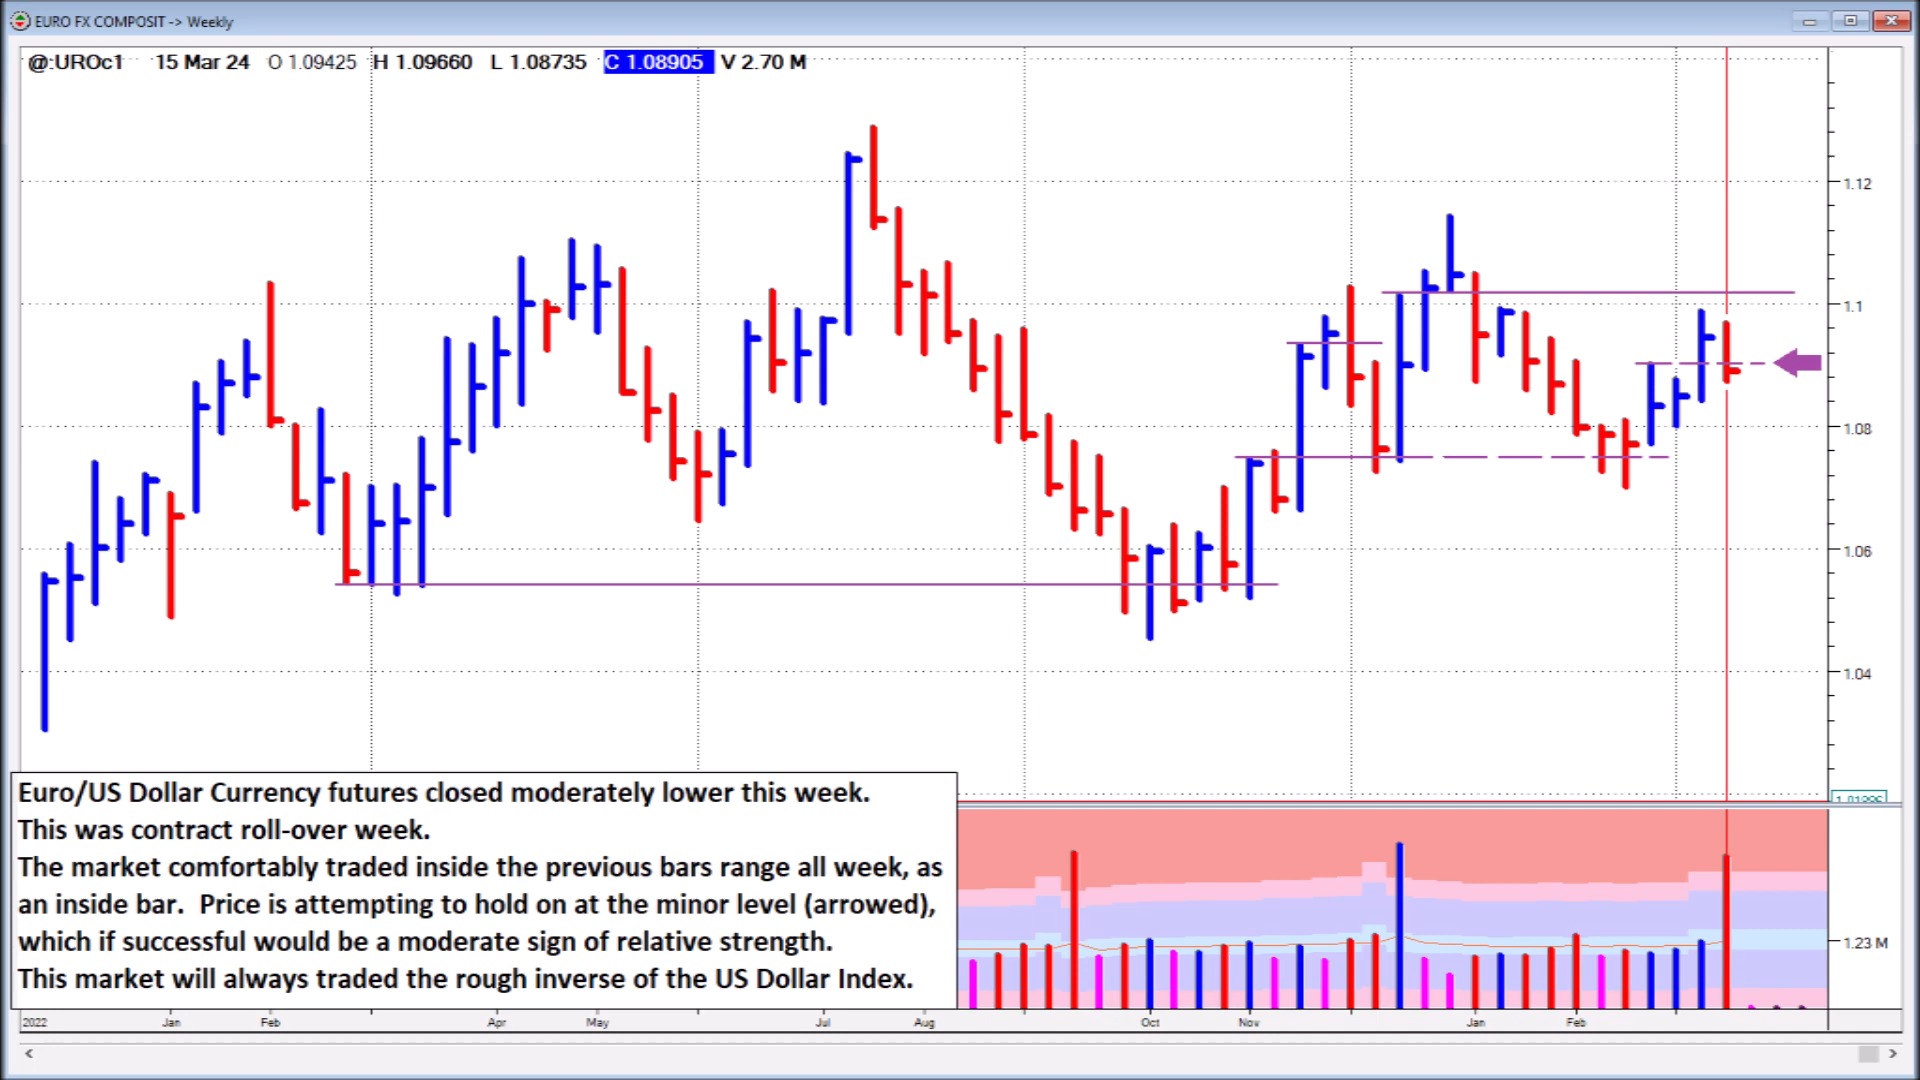 EURO FX COMPOSIT -> Weekly
@:UROc1 15 Mar 24 O 1.09425 H 1.09660 L 1.08735 C 1.08905 V 2.70 M
1.12
1.1
1.08
1.06
1.04
Euro/US Dollar Currency futures closed moderately lower this week.
This was contract roll-over week.
The market comfortably traded inside the previous bars range all week, as
an inside bar. Price is attempting to hold on at the minor level (arrowed),
which if successful would be a moderate sign of relative strength.
This market will always traded the rough inverse of the US Dollar Index.
1.23 M
2022 Jan Feb Apr May Jul Aug Oct Nov Jan Feb